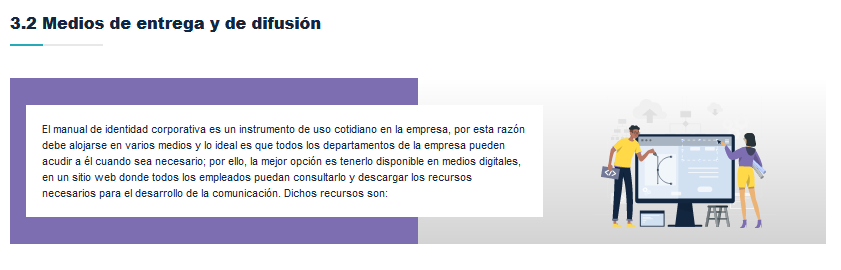 3.2 Medios de entrega y de difusión
El manual de identidad corporativa es un instrumento de uso cotidiano en la empresa, por esta razón
debe alojarse en varios medios y lo ideal es que todos los departamentos de la empresa puedan
acudir a él cuando sea necesario; por ello, la mejor opción es tenerlo disponible en medios digitales,
en un sitio web donde todos los empleados puedan consultarlo y descargar los recursos
necesarios para el desarrollo de la comunicación. Dichos recursos son: